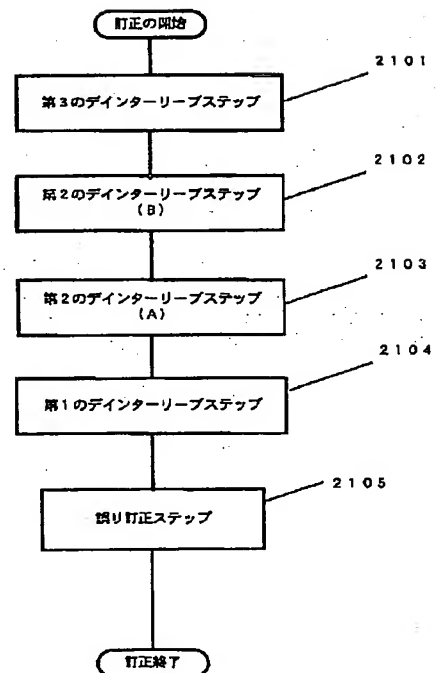 訂正の開始
2101
第3のデインターリーブステップ
2102
第2のデインターリーブステップ
(B)
2103
第2のデインターリーブステップ
(A)
2104
第1のデインターリーブステップ
2105
誤り訂正ステップ
訂正終了